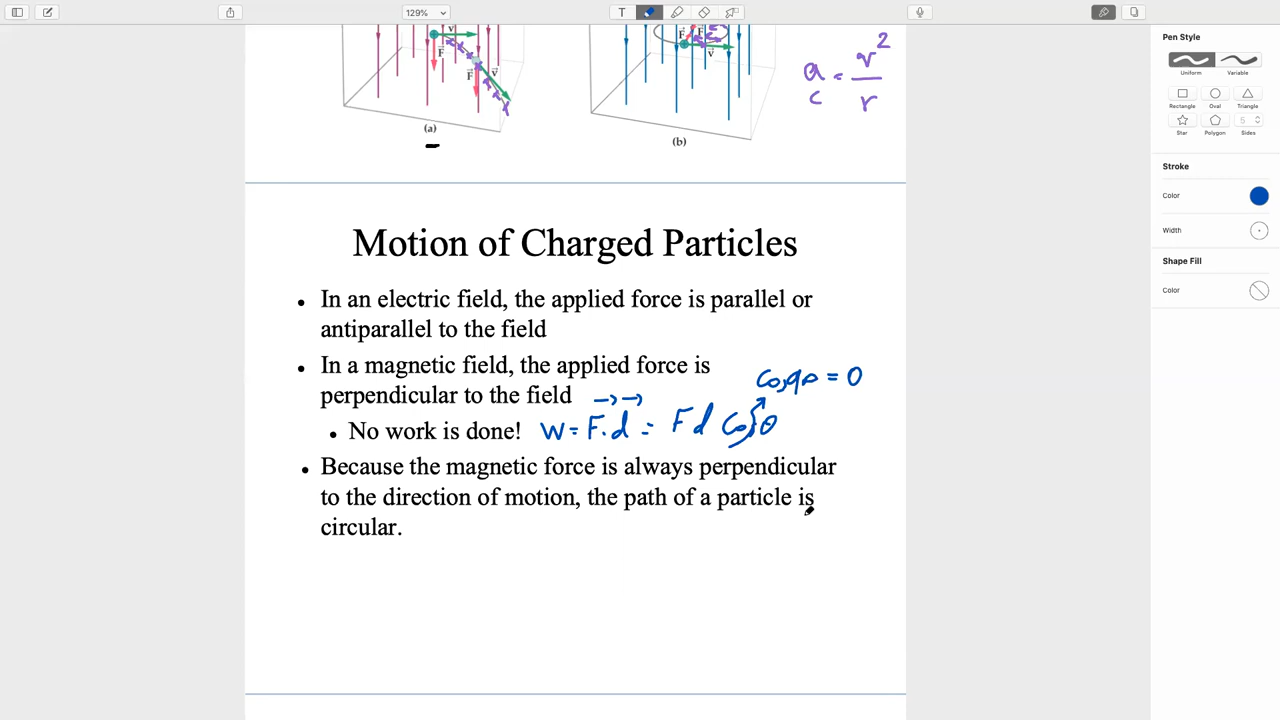 129%
T
Pen Style
Uniform
Variable
Rectangle
Oval
Triangle
Star
Polygon
5
Sides
Stroke
Color
Width
Shape Fill
Color
v
F
F
v
(a)
F
F
v
(b)
a c = v² / r
Motion of Charged Particles
• In an electric field, the applied force is parallel or
antiparallel to the field
• In a magnetic field, the applied force is
perpendicular to the field
cos 90 = 0
• No work is done! W = F⃗ . d⃗ = F d Cos θ
• Because the magnetic force is always perpendicular
to the direction of motion, the path of a particle is
circular.